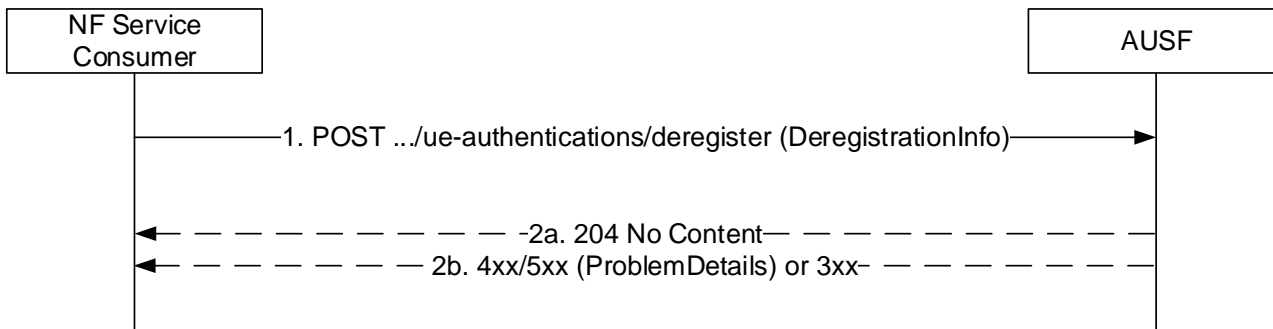 NF Service
Consumer
AUSF
1. POST .../ue-authentications/deregister (DeregistrationInfo)
2a. 204 No Content
2b. 4xx/5xx (ProblemDetails) or 3xx